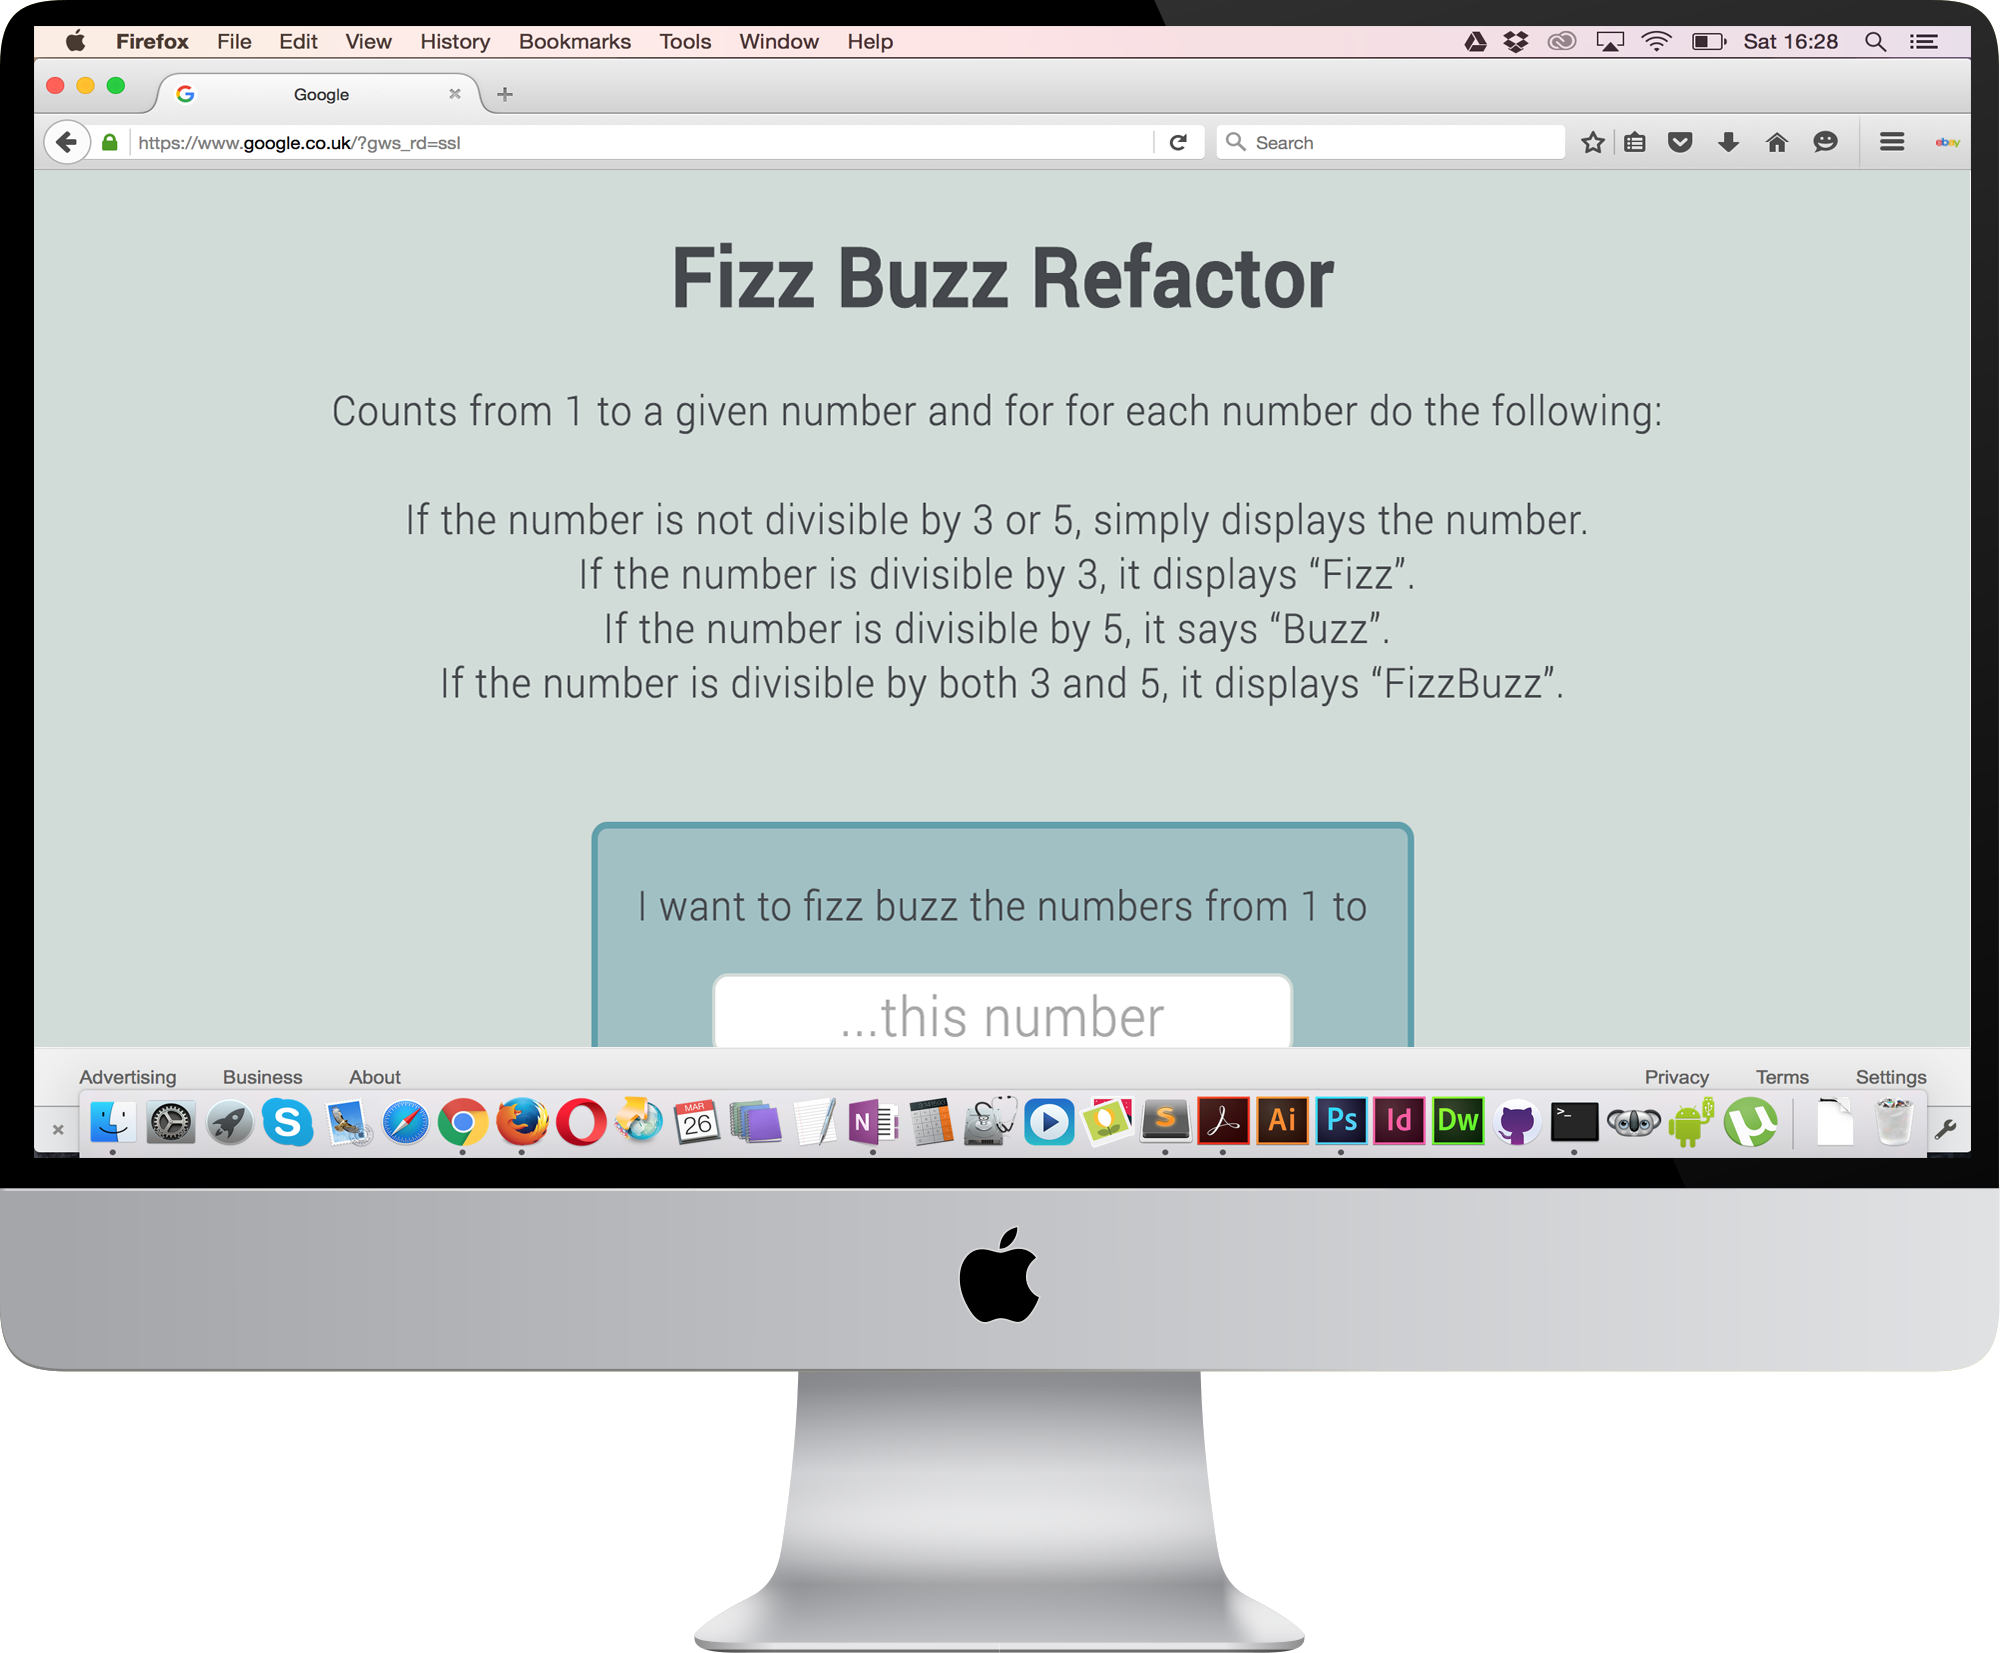 Firefox File Edit View History Bookmarks Tools Window Help Sat 16:28
Google
https://www.google.co.uk/?gws_rd=ssl Search ebay
Fizz Buzz Refactor
Counts from 1 to a given number and for for each number do the following:
If the number is not divisible by 3 or 5, simply displays the number.
If the number is divisible by 3, it displays “Fizz”.
If the number is divisible by 5, it says “Buzz”.
If the number is divisible by both 3 and 5, it displays “FizzBuzz”.
I want to fizz buzz the numbers from 1 to
...this number
Advertising Business About Privacy Terms Settings
S MAR 26 N S Ai Ps Id Dw >_ µ